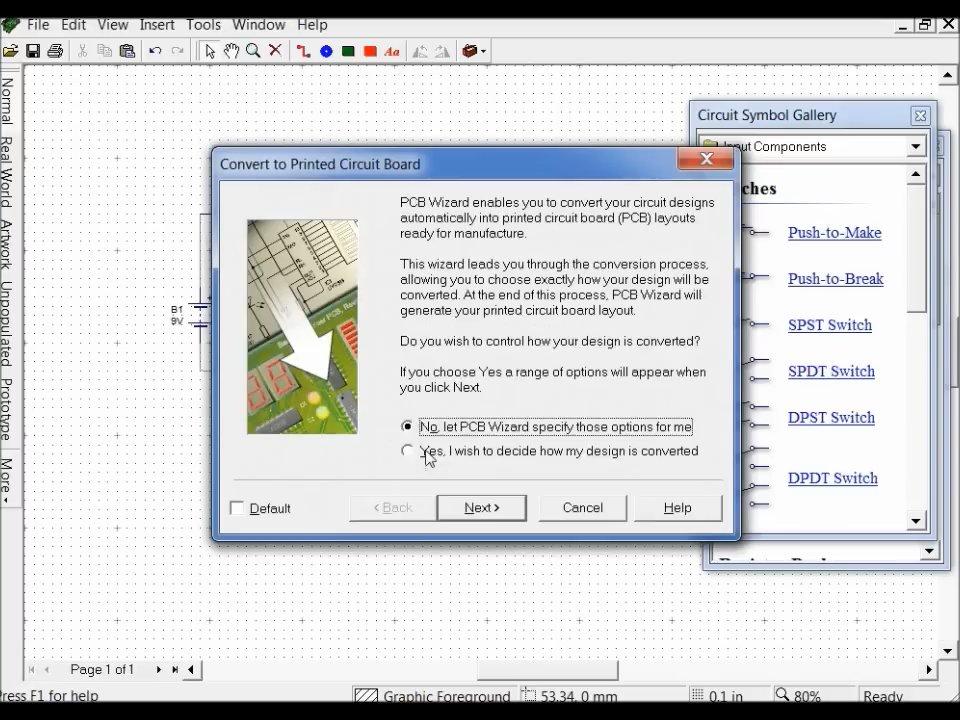 File Edit View Insert Tools Window Help
Aa
Circuit Symbol Gallery
Input Components
ches
Push-to-Make
Push-to-Break
SPST Switch
SPDT Switch
DPST Switch
DPDT Switch
Normal
Real World
Artwork
Unpopulated
Prototype
More
B1
9V
Convert to Printed Circuit Board
PCB Wizard enables you to convert your circuit designs
automatically into printed circuit board (PCB) layouts
ready for manufacture.
This wizard leads you through the conversion process,
allowing you to choose exactly how your design will be
converted. At the end of this process, PCB Wizard will
generate your printed circuit board layout.
Do you wish to control how your design is converted?
If you choose 'Yes a range of options will appear when
you click Next.
No, let PCB Wizard specify those options for me
Yes, I wish to decide how my design is converted
Default
< Back
Next >
Cancel
Help
Page 1 of 1
Press F1 for help
Graphic Foreground
53.34, 0 mm
0.1 in
80%
Ready